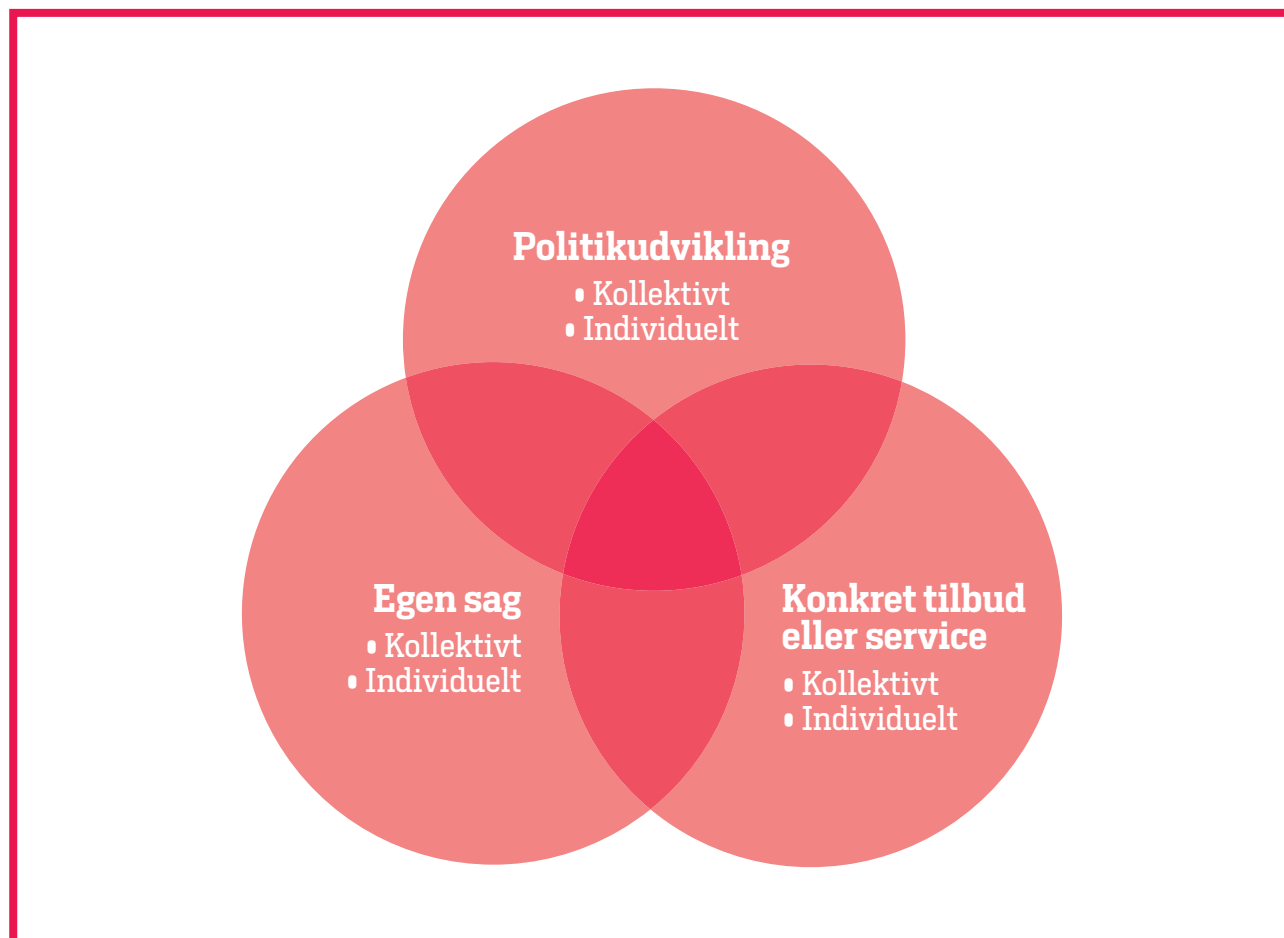 Politikudvikling
• Kollektivt
• Individuelt
Egen sag
• Kollektivt
• Individuelt
Konkret tilbud
eller service
• Kollektivt
• Individuelt